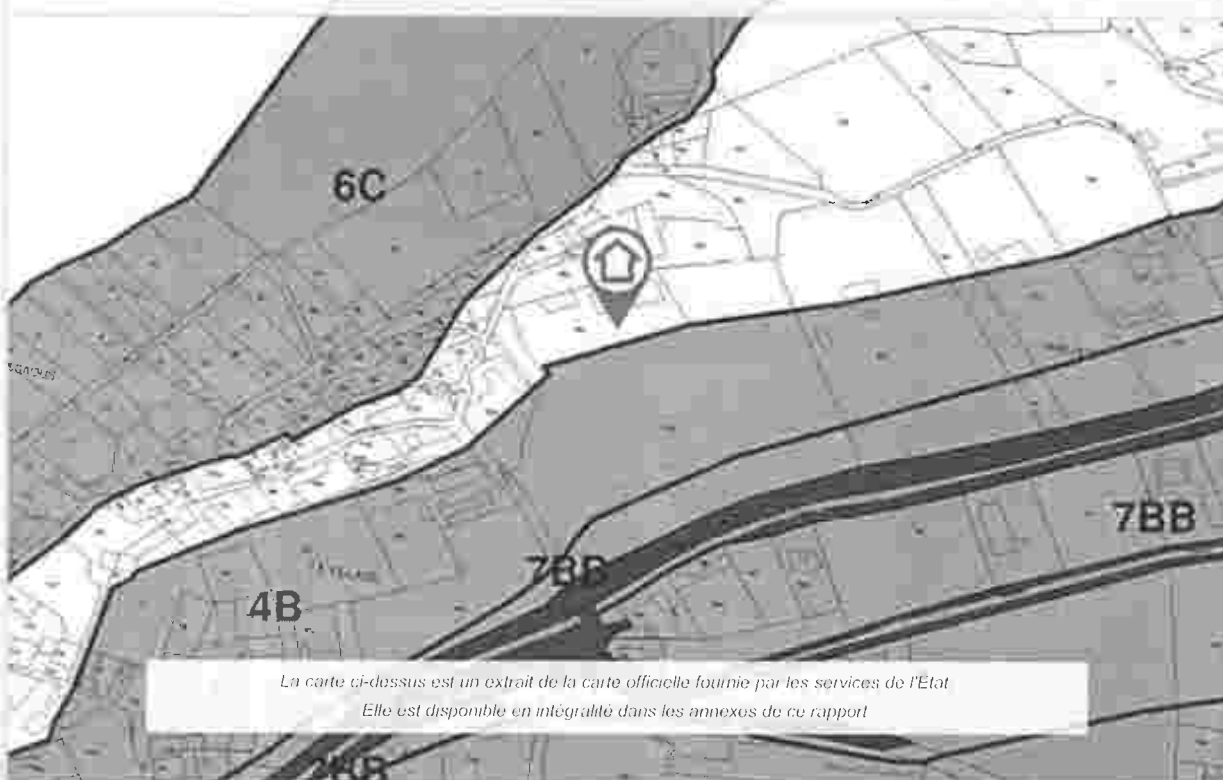 6C
7BB
7BB
4B
La carte ci-dessus est un extrait de la carte officielle fournie par les services de l'État
Elle est disponible en intégralité dans les annexes de ce rapport